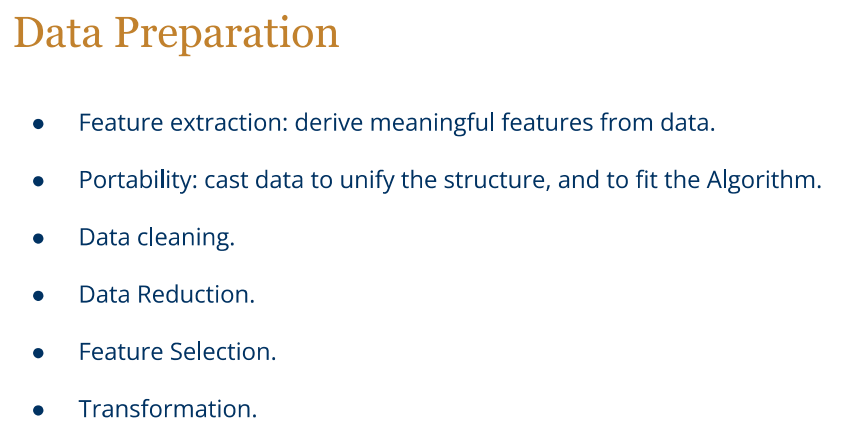 Data Preparation
● Feature extraction: derive meaningful features from data.
● Portability: cast data to unify the structure, and to fit the Algorithm.
● Data cleaning.
● Data Reduction.
● Feature Selection.
● Transformation.